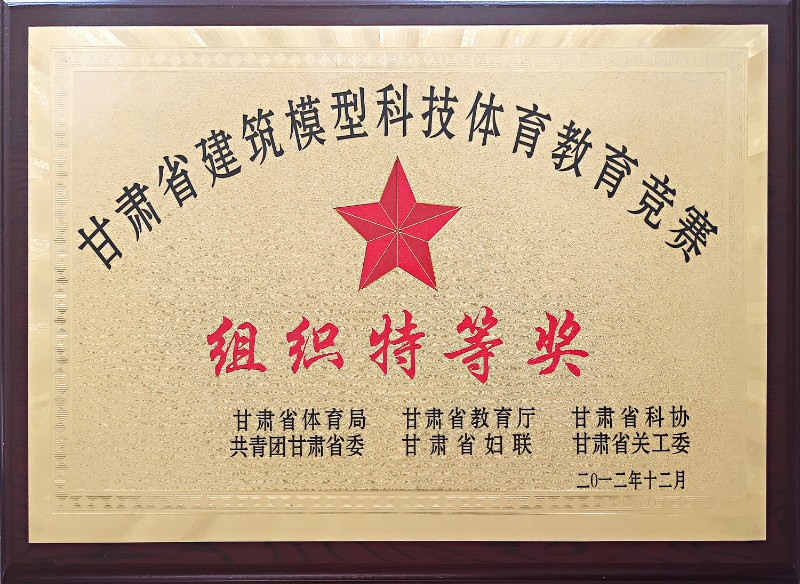 甘肃省建筑模型科技体育教育竞赛
组织特等奖
甘肃省体育局 甘肃省教育厅 甘肃省科协
共青团甘肃省委 甘肃省妇联 甘肃省关工委
二〇一二年十二月